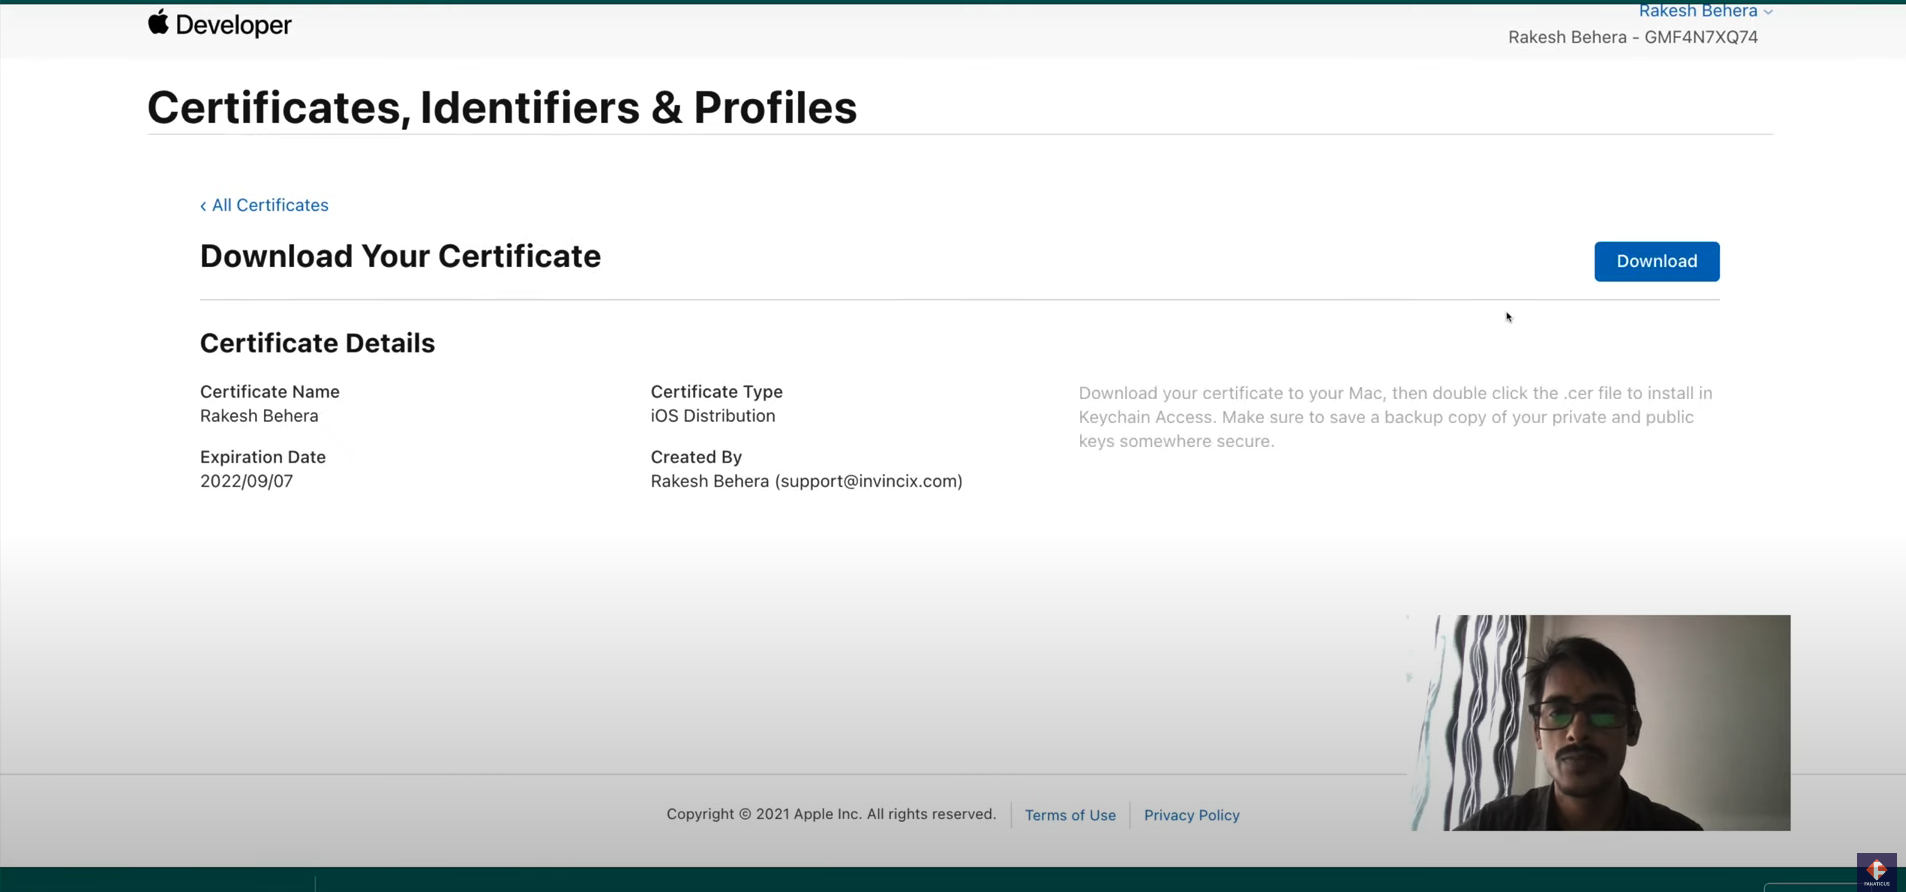 Developer
Rakesh Behera
Rakesh Behera - GMF4N7XQ74
Certificates, Identifiers & Profiles
‹ All Certificates
Download Your Certificate
Download
Certificate Details
Certificate Name
Rakesh Behera
Certificate Type
iOS Distribution
Download your certificate to your Mac, then double click the .cer file to install in
Keychain Access. Make sure to save a backup copy of your private and public
keys somewhere secure.
Expiration Date
2022/09/07
Created By
Rakesh Behera (support@invincix.com)
Copyright © 2021 Apple Inc. All rights reserved.
Terms of Use
Privacy Policy
FANATICUS